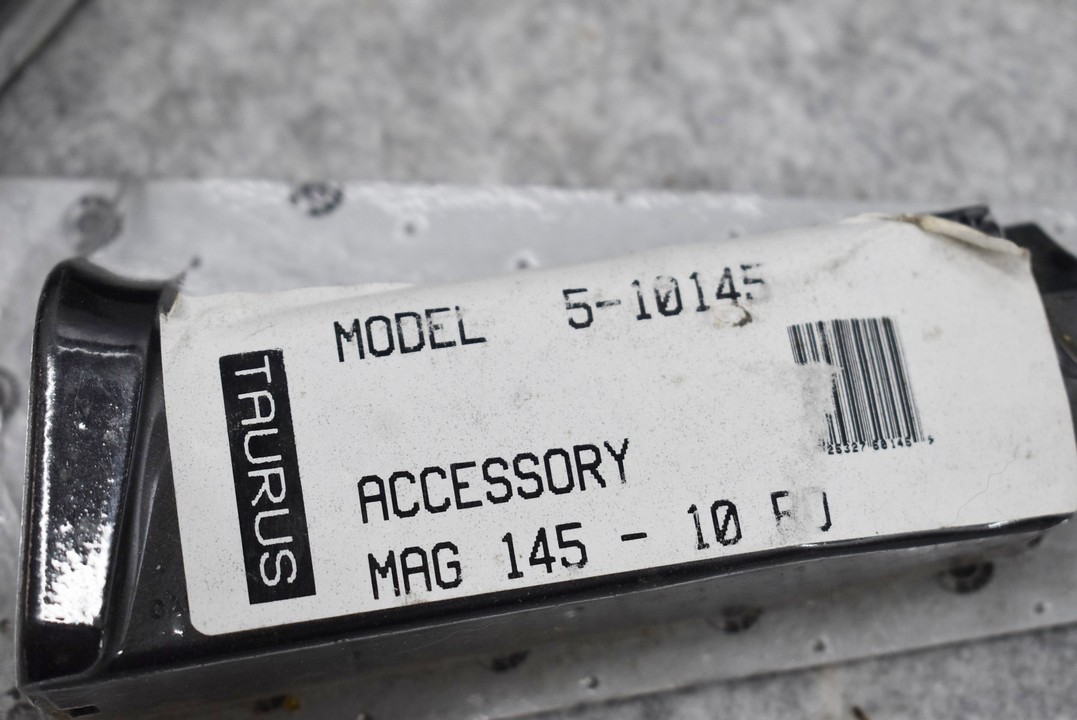 MODEL 5-10145
TAURUS
ACCESSORY
MAG 145 - 10